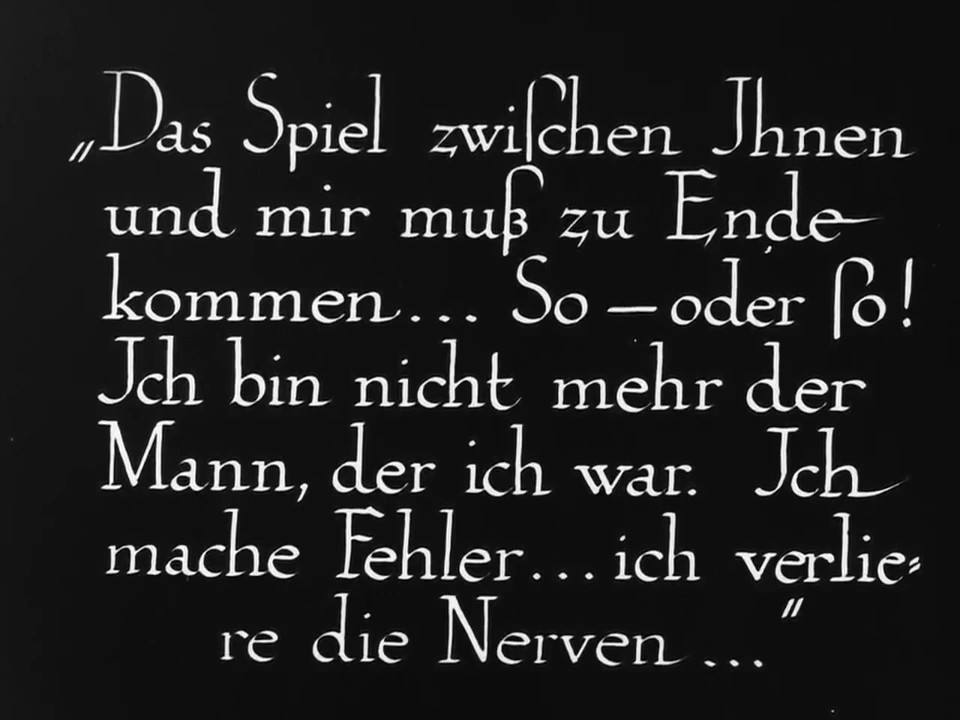 „Das Spiel zwiſchen Jhnen
und mir muß zu Ende
kommen... So — oder ſo!
Jch bin nicht mehr der
Mann, der ich war. Jch
mache Fehler... ich verlie⸗
re die Nerven..."